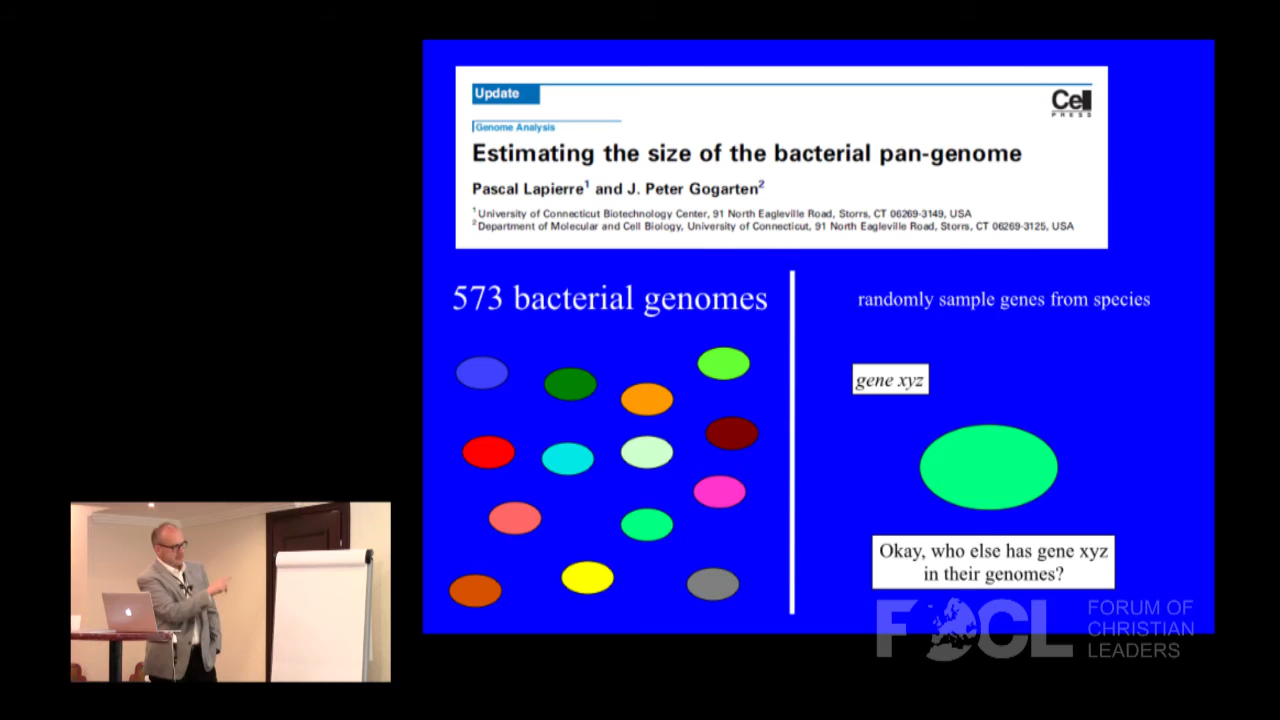 Update
Cell
PRESS
Genome Analysis
Estimating the size of the bacterial pan-genome
Pascal Lapierre1 and J. Peter Gogarten2
1 University of Connecticut Biotechnology Center, 91 North Eagleville Road, Storrs, CT 06269-3149, USA
2 Department of Molecular and Cell Biology, University of Connecticut, 91 North Eagleville Road, Storrs, CT 06269-3125, USA
573 bacterial genomes
randomly sample genes from species
gene xyz
Okay, who else has gene xyz
in their genomes?
FOCL
FORUM OF
CHRISTIAN
LEADERS